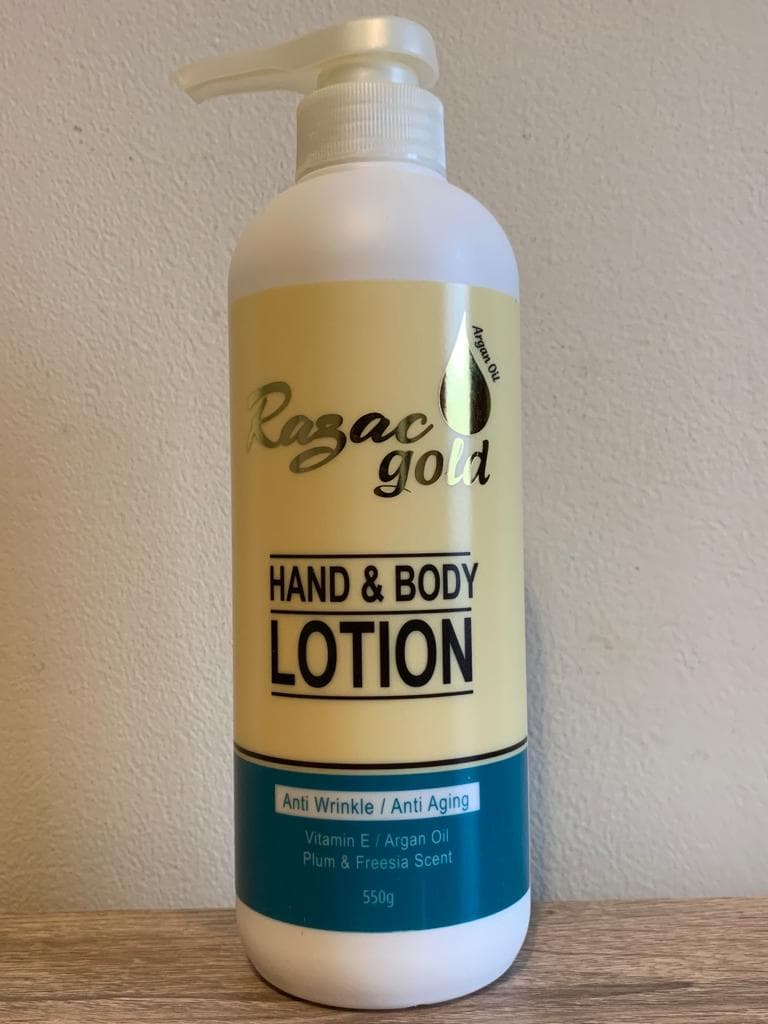 Argan Oil
Razac
gold
HAND & BODY
LOTION
Anti Wrinkle / Anti Aging
Vitamin E / Argan Oil
Plum & Freesia Scent
550g